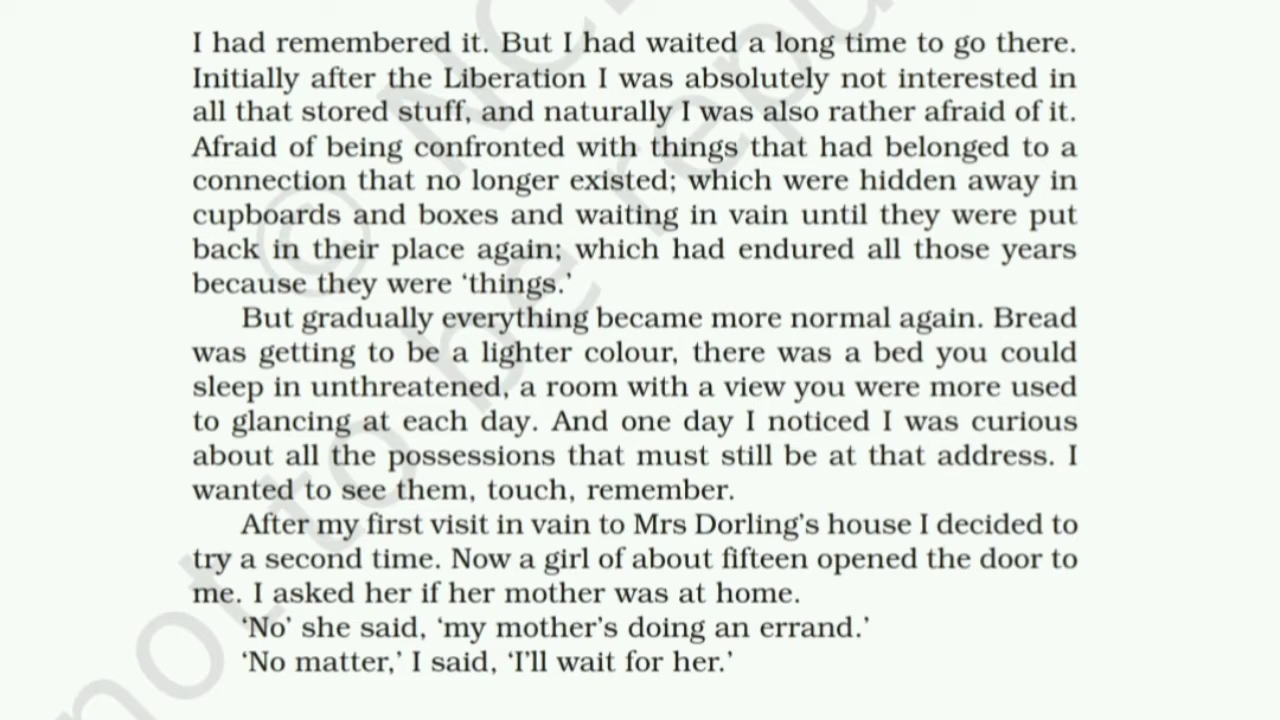 I had remembered it. But I had waited a long time to go there.
Initially after the Liberation I was absolutely not interested in
all that stored stuff, and naturally I was also rather afraid of it.
Afraid of being confronted with things that had belonged to a
connection that no longer existed; which were hidden away in
cupboards and boxes and waiting in vain until they were put
back in their place again; which had endured all those years
because they were ‘things.’
But gradually everything became more normal again. Bread
was getting to be a lighter colour, there was a bed you could
sleep in unthreatened, a room with a view you were more used
to glancing at each day. And one day I noticed I was curious
about all the possessions that must still be at that address. I
wanted to see them, touch, remember.
After my first visit in vain to Mrs Dorling’s house I decided to
try a second time. Now a girl of about fifteen opened the door to
me. I asked her if her mother was at home.
‘No’ she said, ‘my mother’s doing an errand.’
‘No matter,’ I said, ‘I’ll wait for her.’
© NC
not to be repu